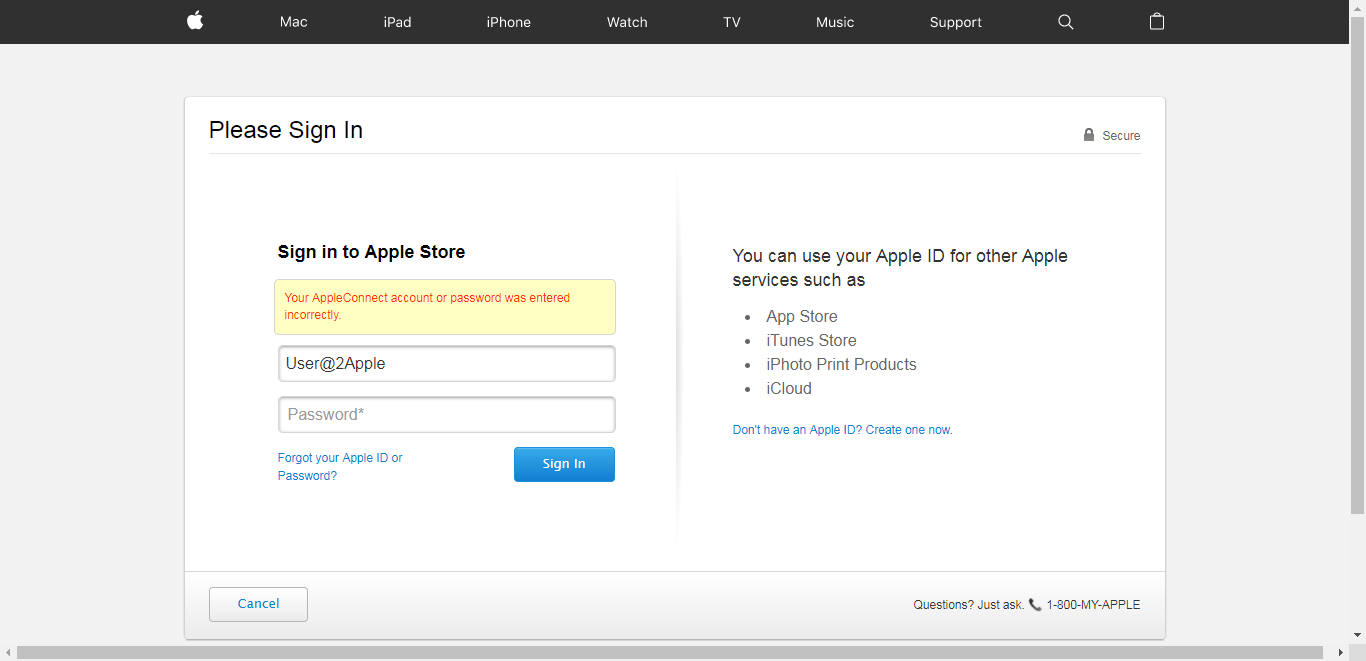 Mac iPad iPhone Watch TV Music Support
Please Sign In
Secure
Sign in to Apple Store
Your AppleConnect account or password was entered
incorrectly.
User@2Apple
Password*
Forgot your Apple ID or
Password?
Sign In
You can use your Apple ID for other Apple
services such as
App Store
iTunes Store
iPhoto Print Products
iCloud
Don't have an Apple ID? Create one now.
Cancel
Questions? Just ask. 1-800-MY-APPLE